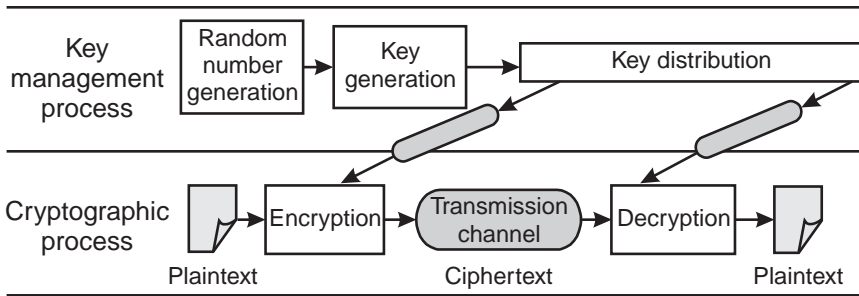 Key
management
process
Random
number
generation
Key
generation
Key distribution
Cryptographic
process
Encryption
Transmission
channel
Decryption
Plaintext
Ciphertext
Plaintext